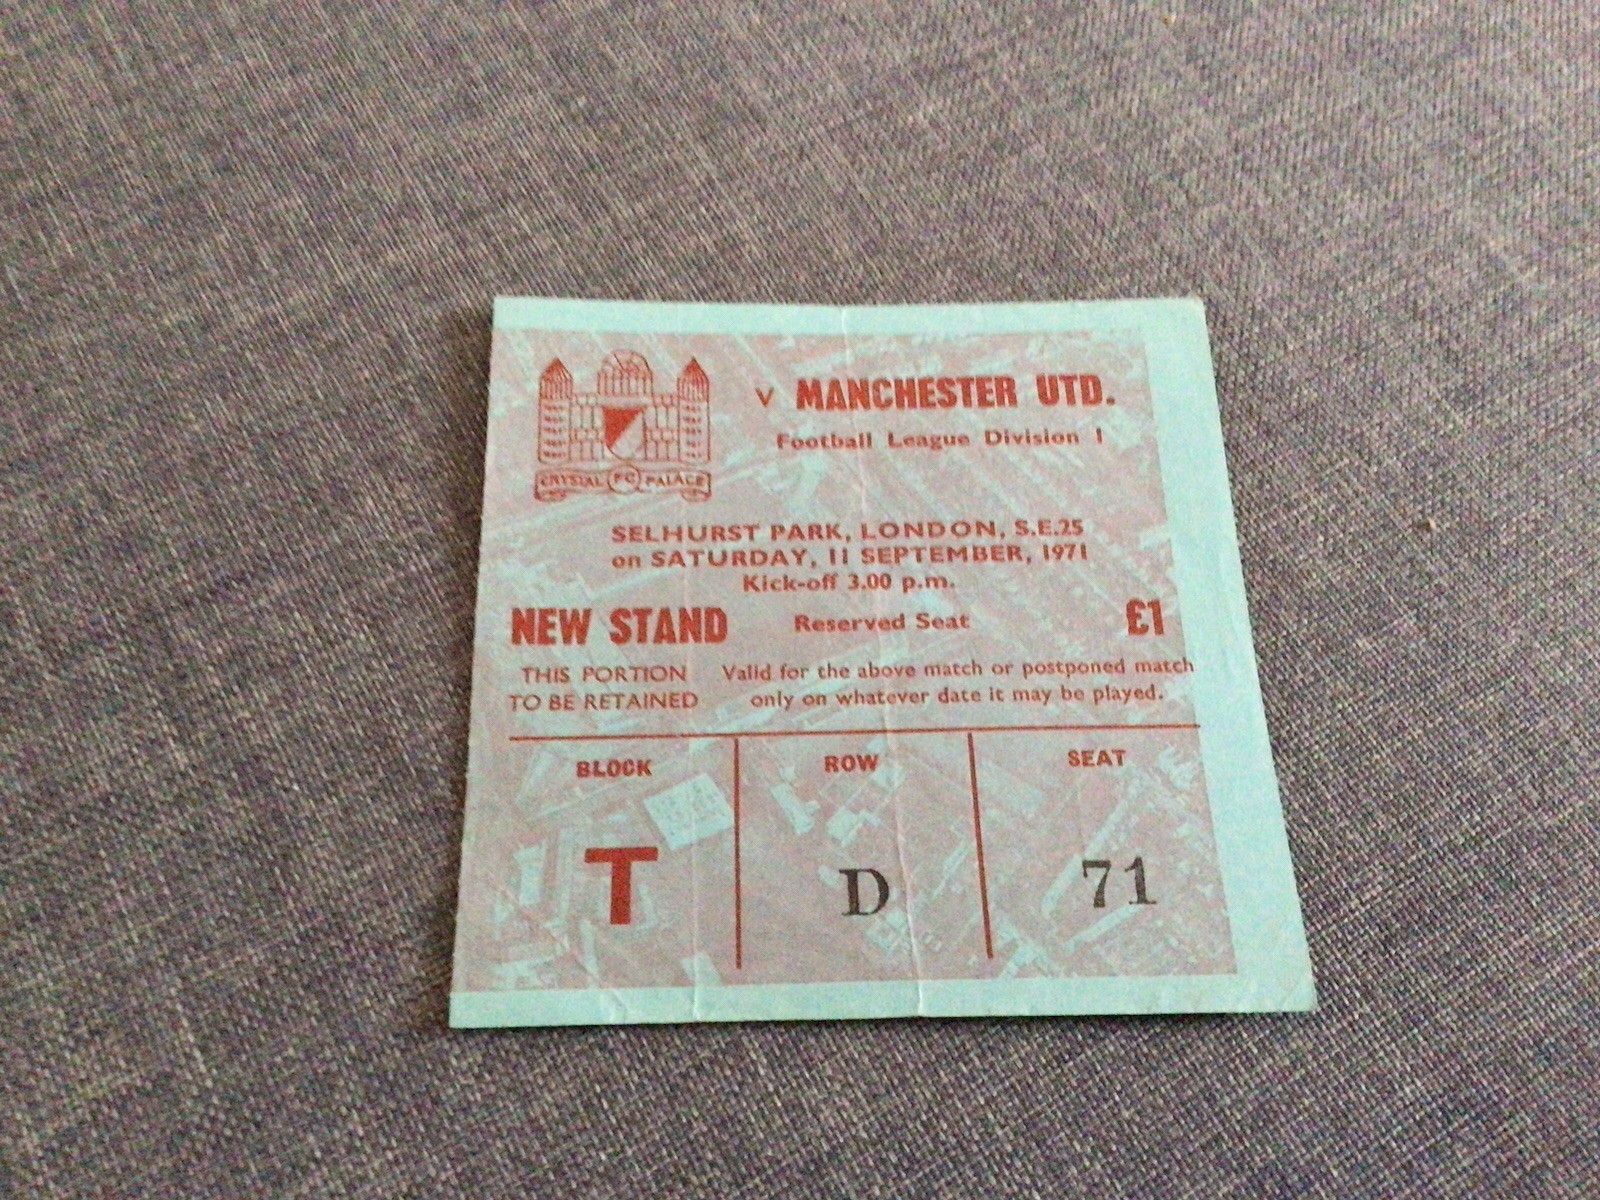 v MANCHESTER UTD.
Football League Division 1
CRYSTAL FC PALACE
SELHURST PARK, LONDON, S.E.25
on SATURDAY, 11 SEPTEMBER, 1971
Kick-off 3.00 p.m.
NEW STAND Reserved Seat £1
THIS PORTION TO BE RETAINED
Valid for the above match or postponed match
only on whatever date it may be played.
BLOCK ROW SEAT
T D 71